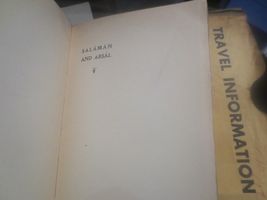 SALÁMÁN
AND ABSÁL
TRAVEL INFORMATION